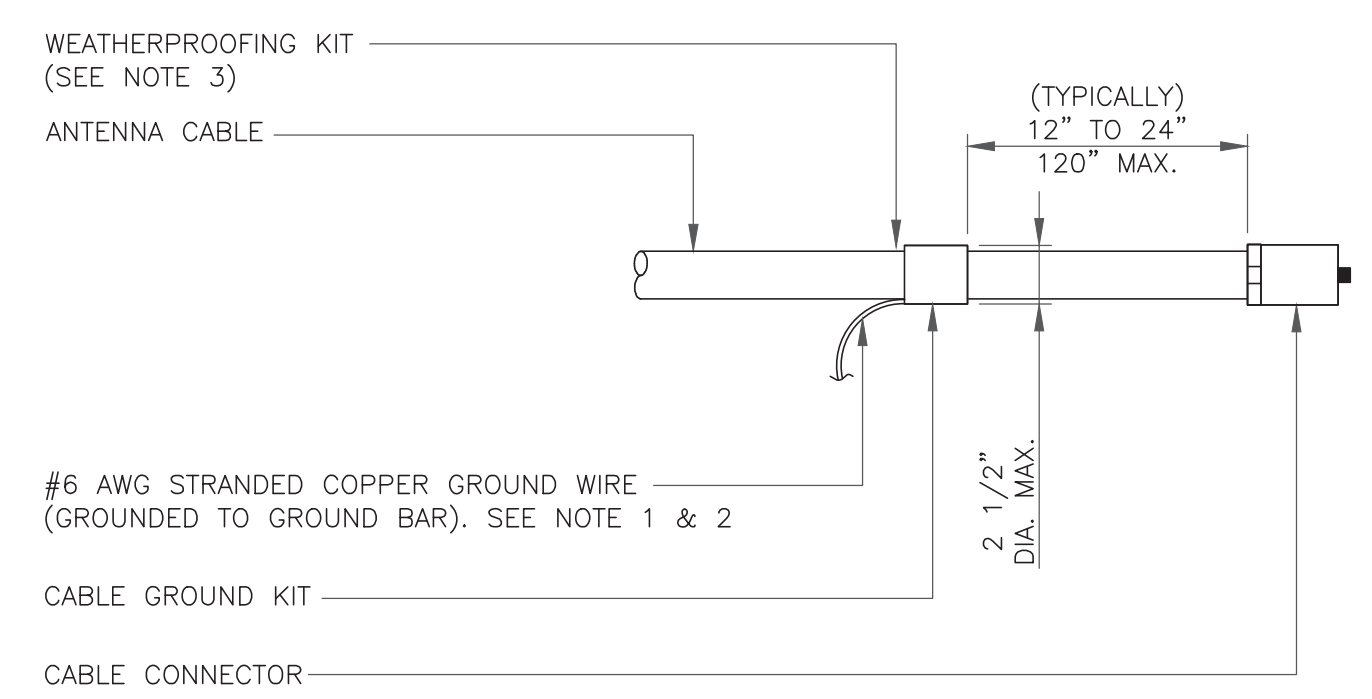 WEATHERPROOFING KIT
(SEE NOTE 3)
ANTENNA CABLE
(TYPICALLY)
12” TO 24”
120” MAX.
2 1/2”
DIA. MAX.
#6 AWG STRANDED COPPER GROUND WIRE
(GROUNDED TO GROUND BAR). SEE NOTE 1 & 2
CABLE GROUND KIT
CABLE CONNECTOR